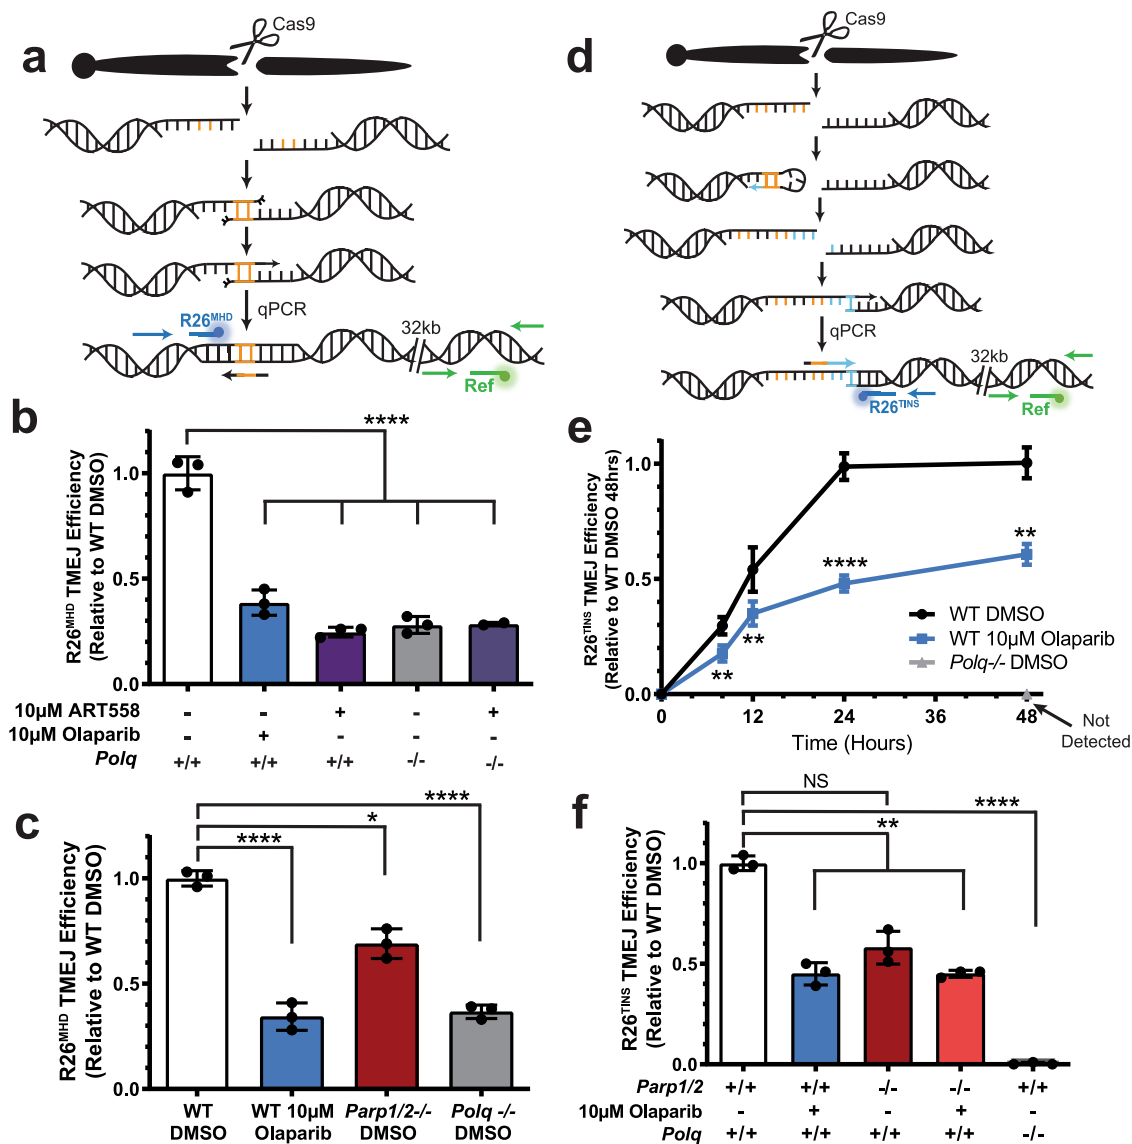 a
Cas9
qPCR
R26MHD
32kb
Ref
d
Cas9
qPCR
32kb
R26TINS
Ref
b
R26MHD TMEJ Efficiency
(Relative to WT DMSO)
1.0
0.5
0.0
****
10µM ART558 - - + - +
10µM Olaparib - + - - -
Polq +/+ +/+ +/+ -/- -/-
e
R26TINS TMEJ Efficiency
(Relative to WT DMSO 48hrs)
1.0
0.5
0.0
**
**
****
**
WT DMSO
WT 10µM Olaparib
Polq-/- DMSO
0 12 24 36 48
Time (Hours)
Not
Detected
c
R26MHD TMEJ Efficiency
(Relative to WT DMSO)
1.0
0.5
0.0
****
*
****
WT
DMSO
WT 10µM
Olaparib
Parp1/2-/-
DMSO
Polq -/-
DMSO
f
R26TINS TMEJ Efficiency
(Relative to WT DMSO)
1.0
0.5
0.0
NS
****
**
Parp1/2 +/+ +/+ -/- -/- +/+
10µM Olaparib - + - + -
Polq +/+ +/+ +/+ +/+ -/-